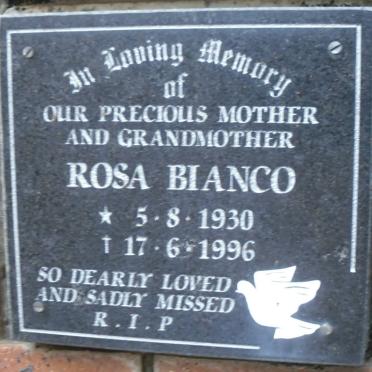 In Loving Memory
of
OUR PRECIOUS MOTHER
AND GRANDMOTHER
ROSA BIANCO
★ 5·8·1930
† 17·6·1996
SO DEARLY LOVED
AND SADLY MISSED
R.I.P